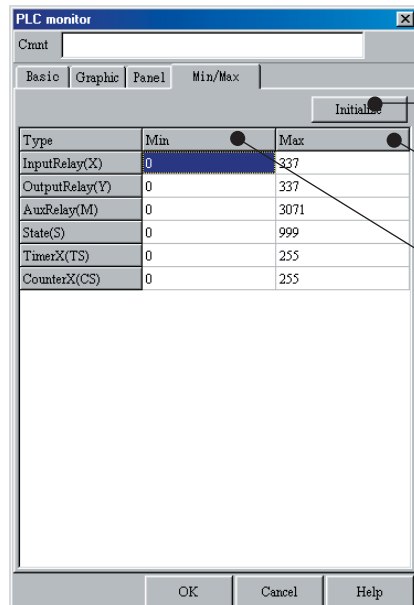 PLC monitor
Cmnt
Basic Graphic Panel Min/Max
Initialize
Type Min Max
InputRelay(X) 0 337
OutputRelay(Y) 0 337
AuxRelay(M) 0 3071
State(S) 0 999
TimerX(TS) 0 255
CounterX(CS) 0 255
OK Cancel Help